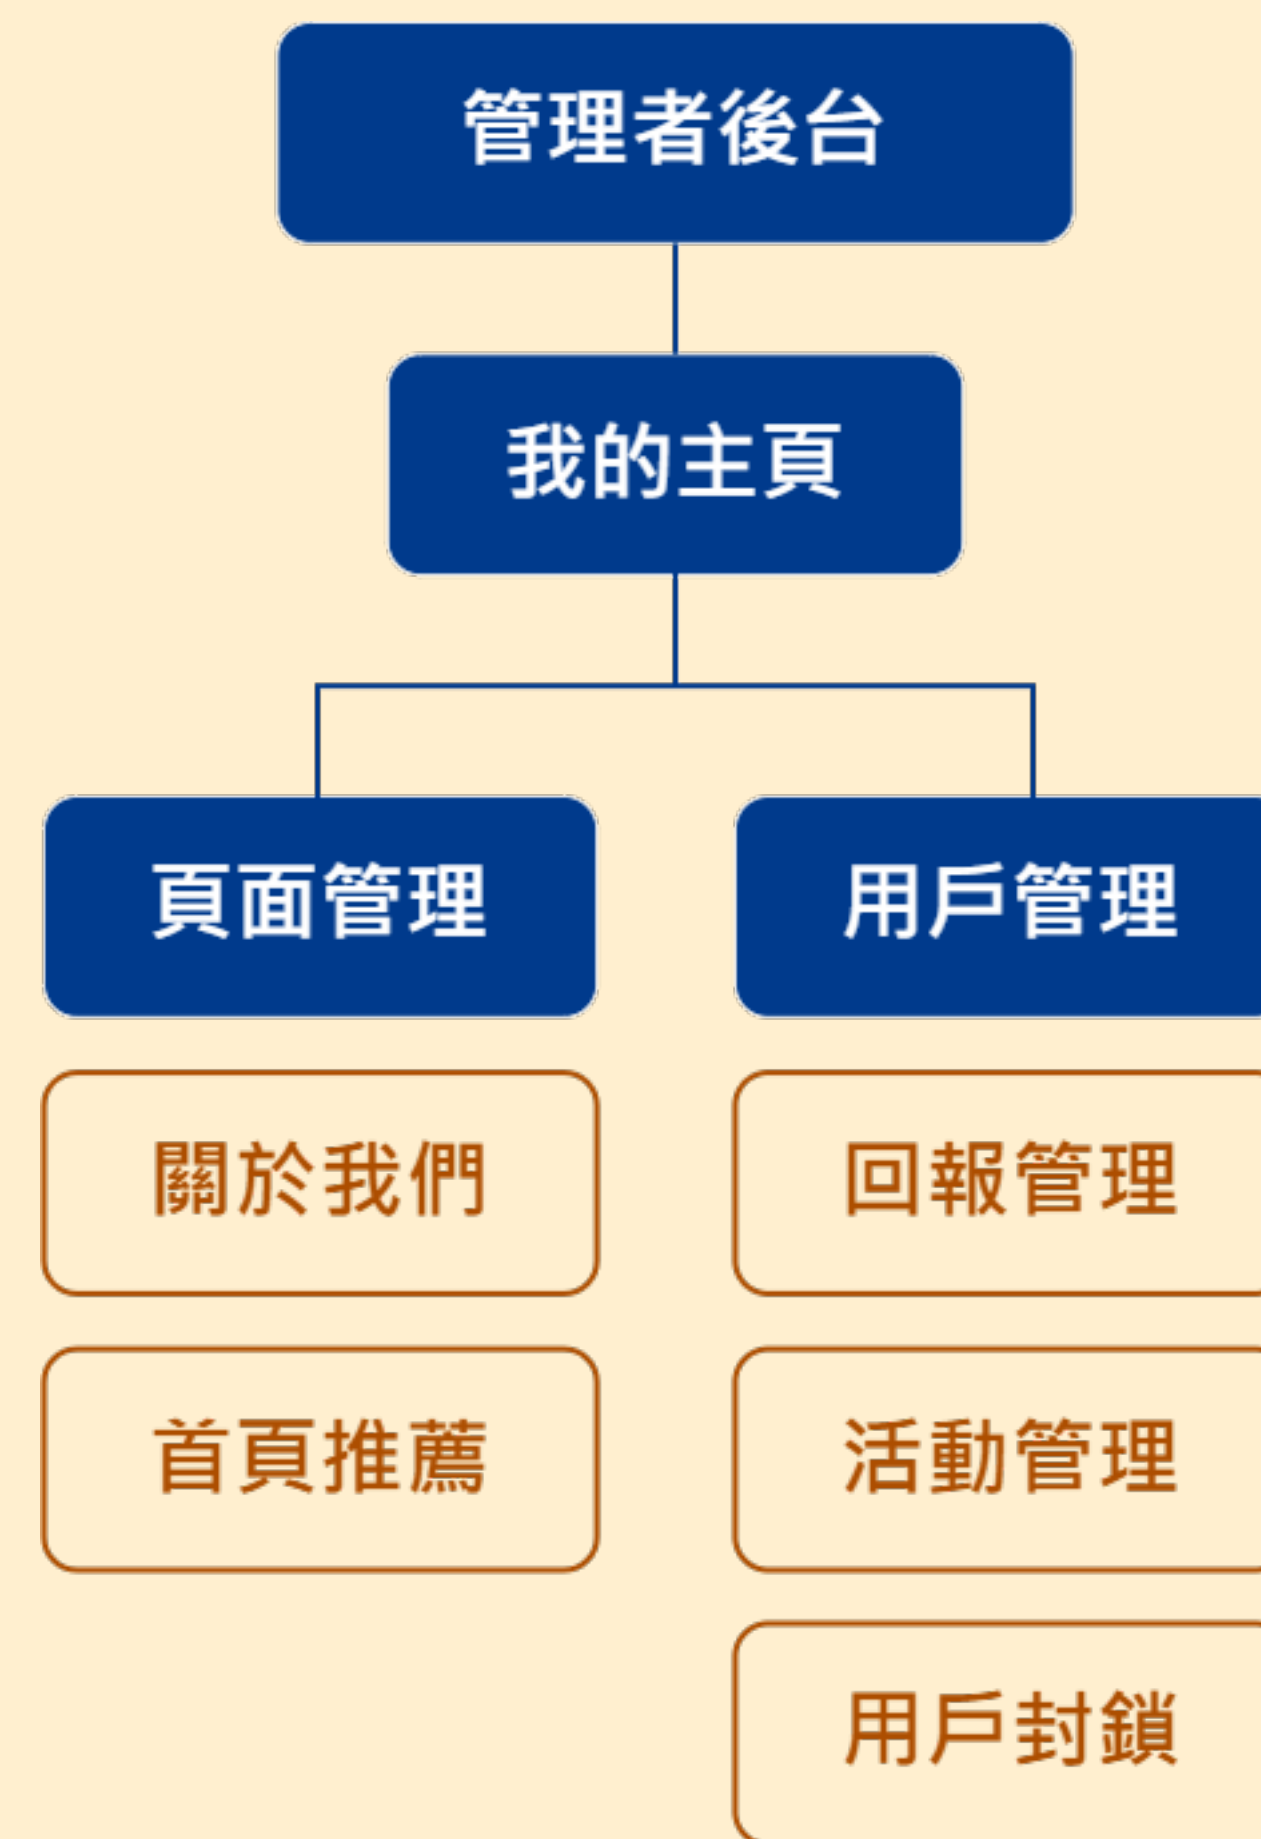 管理者後台
我的主頁
頁面管理
用戶管理
關於我們
回報管理
首頁推薦
活動管理
用戶封鎖